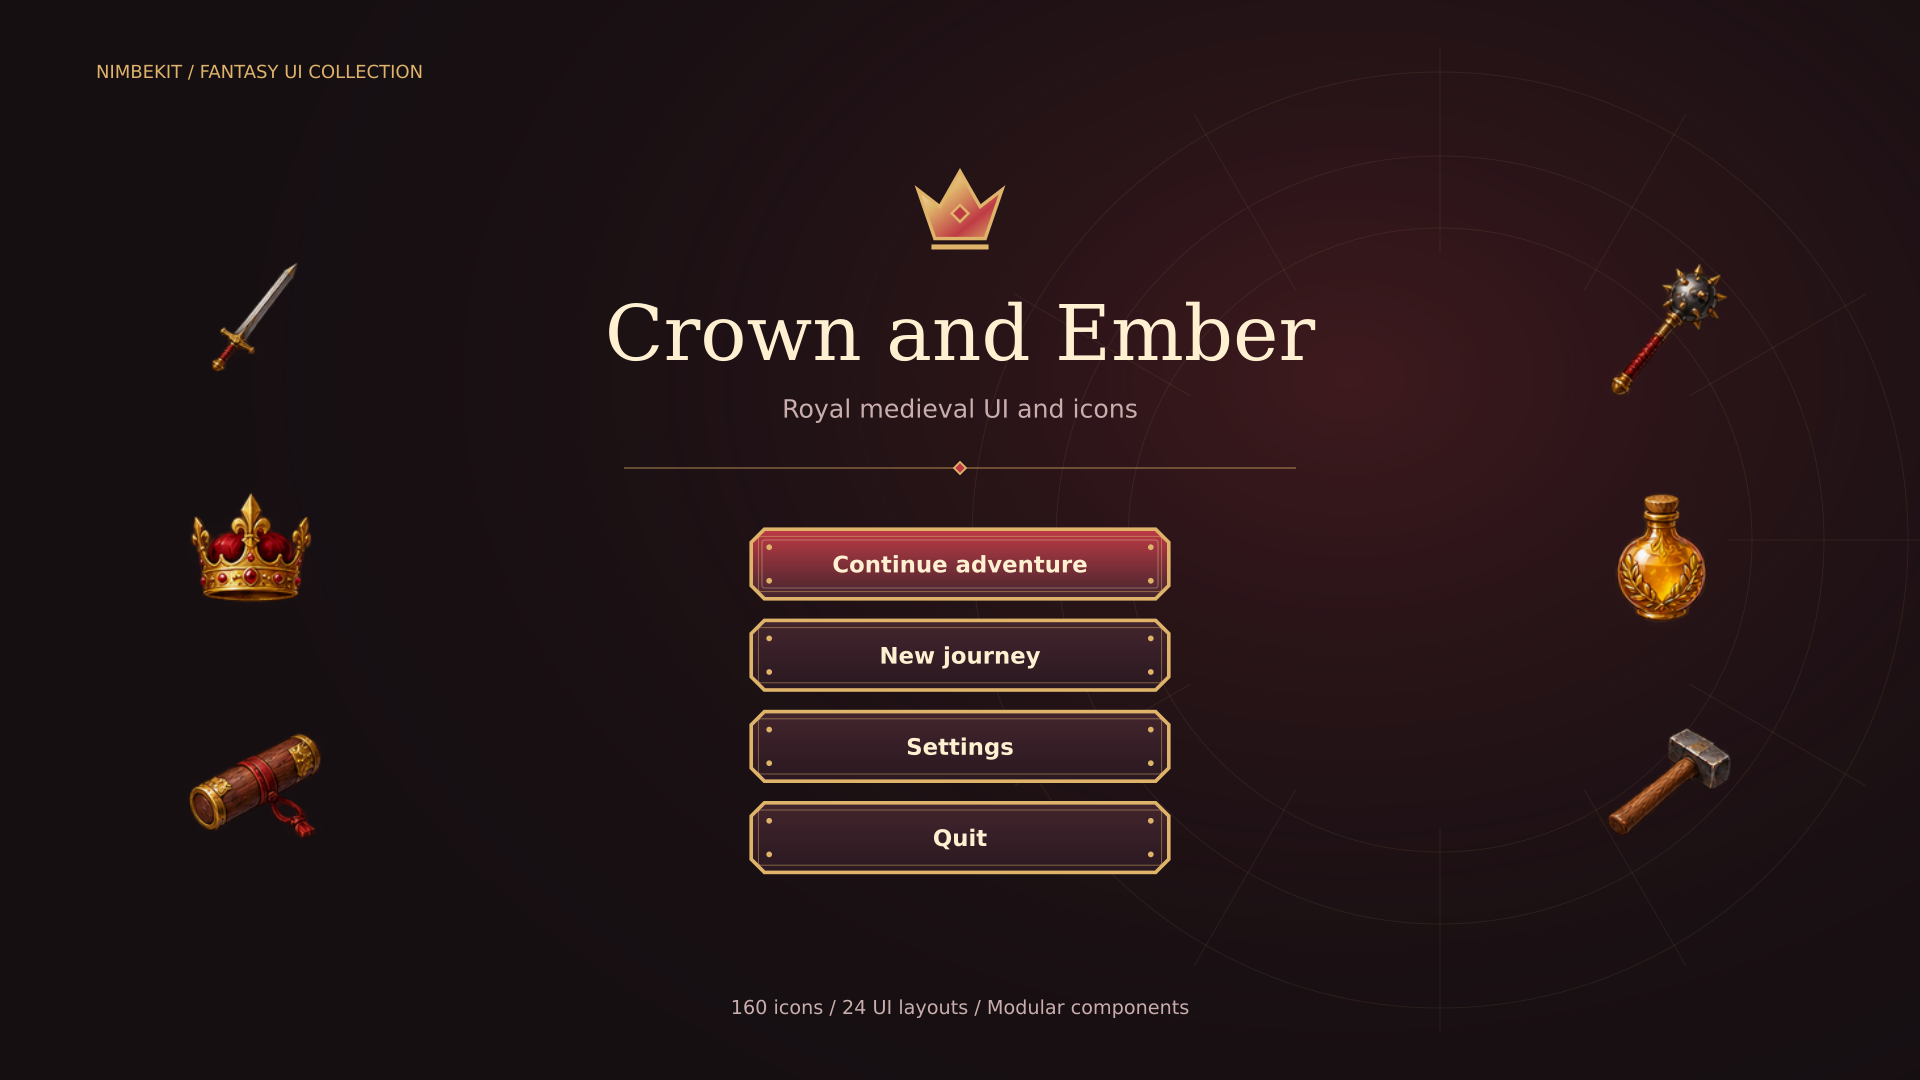 NIMBEKIT / FANTASY UI COLLECTION
Crown and Ember
Royal medieval UI and icons
Continue adventure
New journey
Settings
Quit
160 icons / 24 UI layouts / Modular components